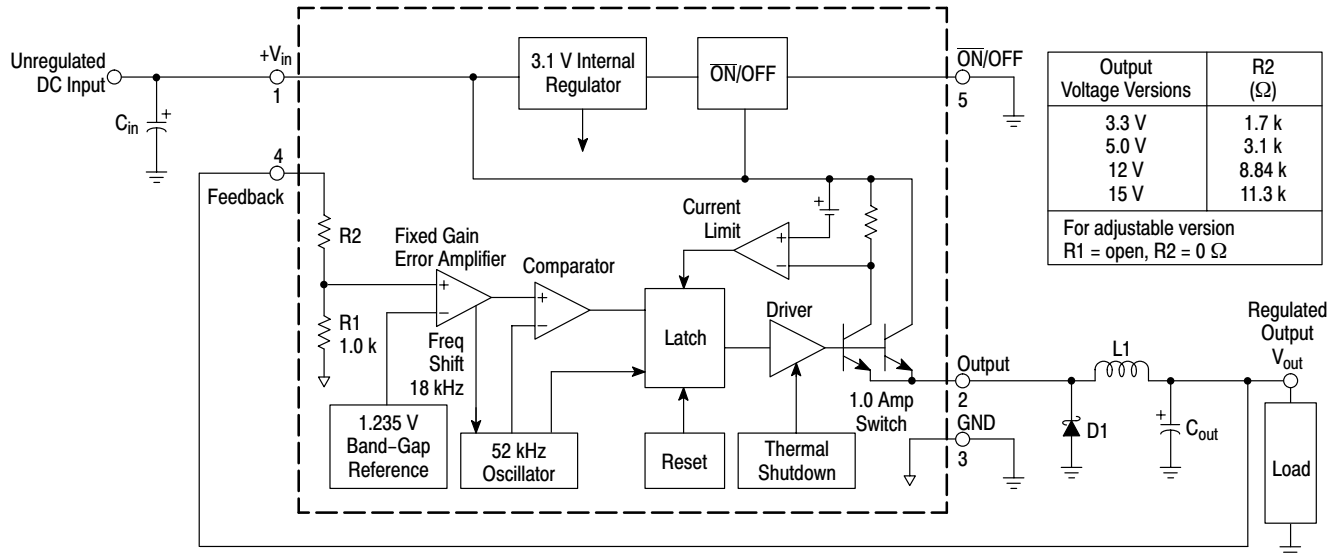 Unregulated
DC Input
+Vin
1
Cin
+
4
Feedback
3.1 V Internal
Regulator
O̅N̅/OFF
O̅N̅/OFF
5
Output
Voltage Versions
R2
(Ω)
3.3 V
1.7 k
5.0 V
3.1 k
12 V
8.84 k
15 V
11.3 k
For adjustable version
R1 = open, R2 = 0 Ω
R2
R1
1.0 k
Fixed Gain
Error Amplifier
+
−
Comparator
+
−
Current
Limit
+
−
+
Freq
Shift
18 kHz
Latch
Driver
1.235 V
Band−Gap
Reference
52 kHz
Oscillator
Reset
Thermal
Shutdown
1.0 Amp
Switch
Output
2
GND
3
L1
D1
+
Cout
Regulated
Output
Vout
Load